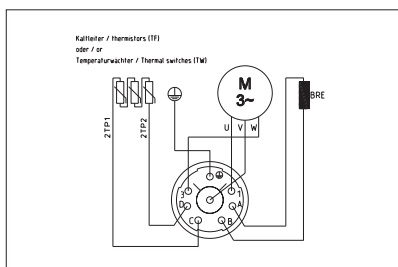 Kaltleiter / thermistors (TF)
oder / or
Temperaturwächter / Thermal switches (TW)
M
3~
BRE
U V W
2TP1
2TP2
3
1
D
A
C
B